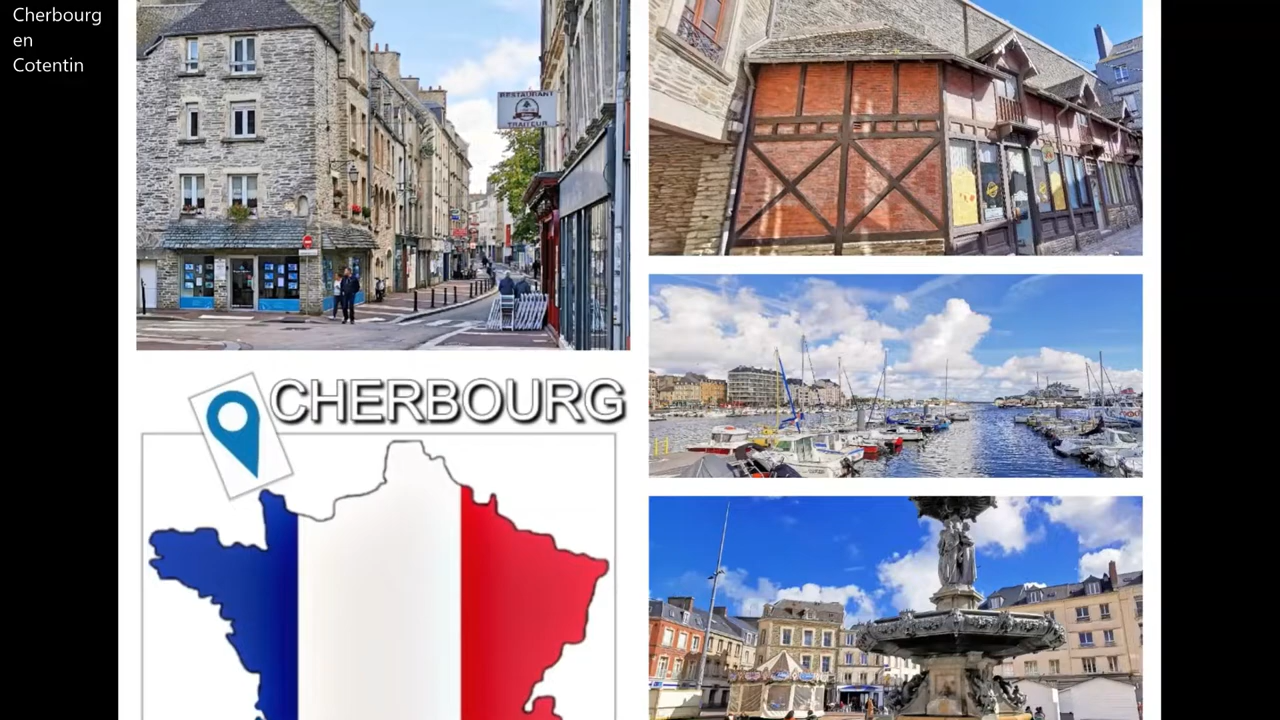 Cherbourg
en
Cotentin
RESTAURANT
TRAITEUR
CHERBOURG